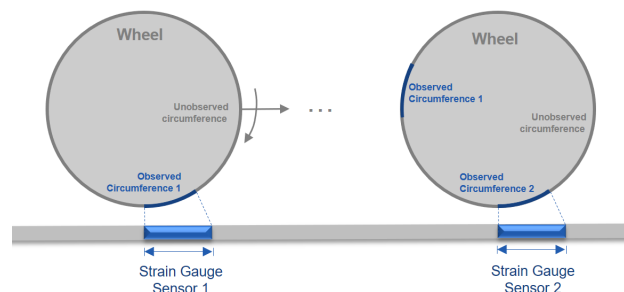 Wheel
Unobserved
circumference
Observed
Circumference 1
Strain Gauge
Sensor 1
...
Wheel
Observed
Circumference 1
Unobserved
circumference
Observed
Circumference 2
Strain Gauge
Sensor 2